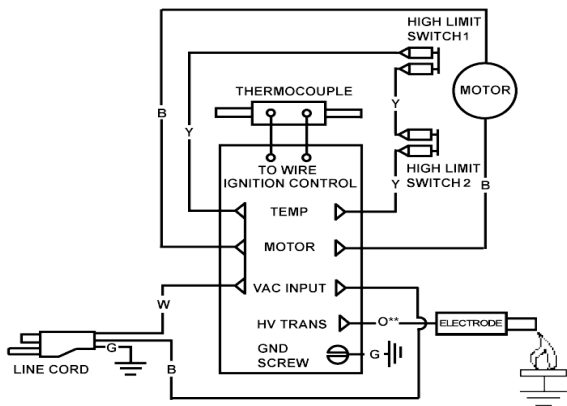 HIGH LIMIT
SWITCH1
THERMOCOUPLE
MOTOR
B
Y
Y
TO WIRE
IGNITION CONTROL
HIGH LIMIT
SWITCH 2
Y
B
TEMP
MOTOR
VAC INPUT
W
HV TRANS
O**
ELECTRODE
G
GND
SCREW
G
LINE CORD
B